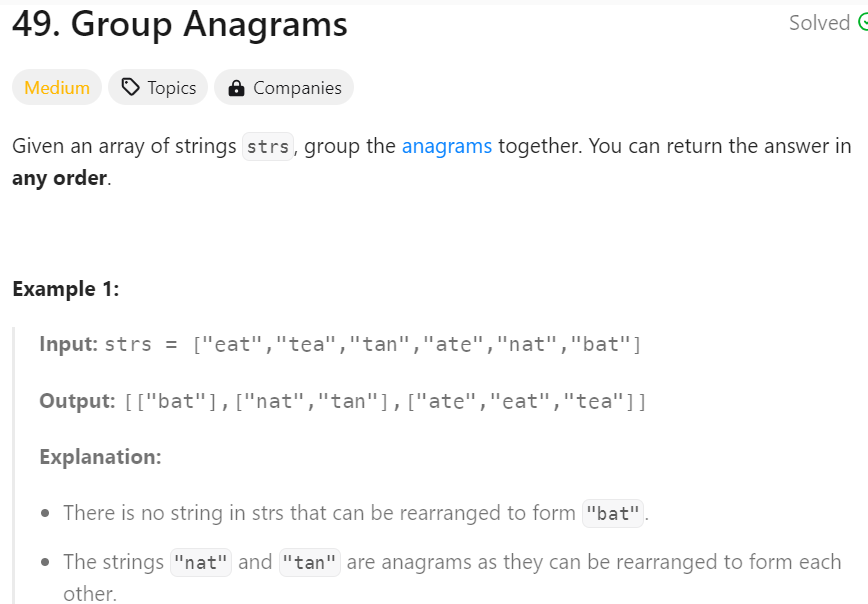 49. Group Anagrams
Solved
Medium
Topics
Companies
Given an array of strings strs, group the anagrams together. You can return the answer in
any order.
Example 1:
Input: strs = ["eat","tea","tan","ate","nat","bat"]
Output: [["bat"],["nat","tan"],["ate","eat","tea"]]
Explanation:
• There is no string in strs that can be rearranged to form "bat".
• The strings "nat" and "tan" are anagrams as they can be rearranged to form each
other.